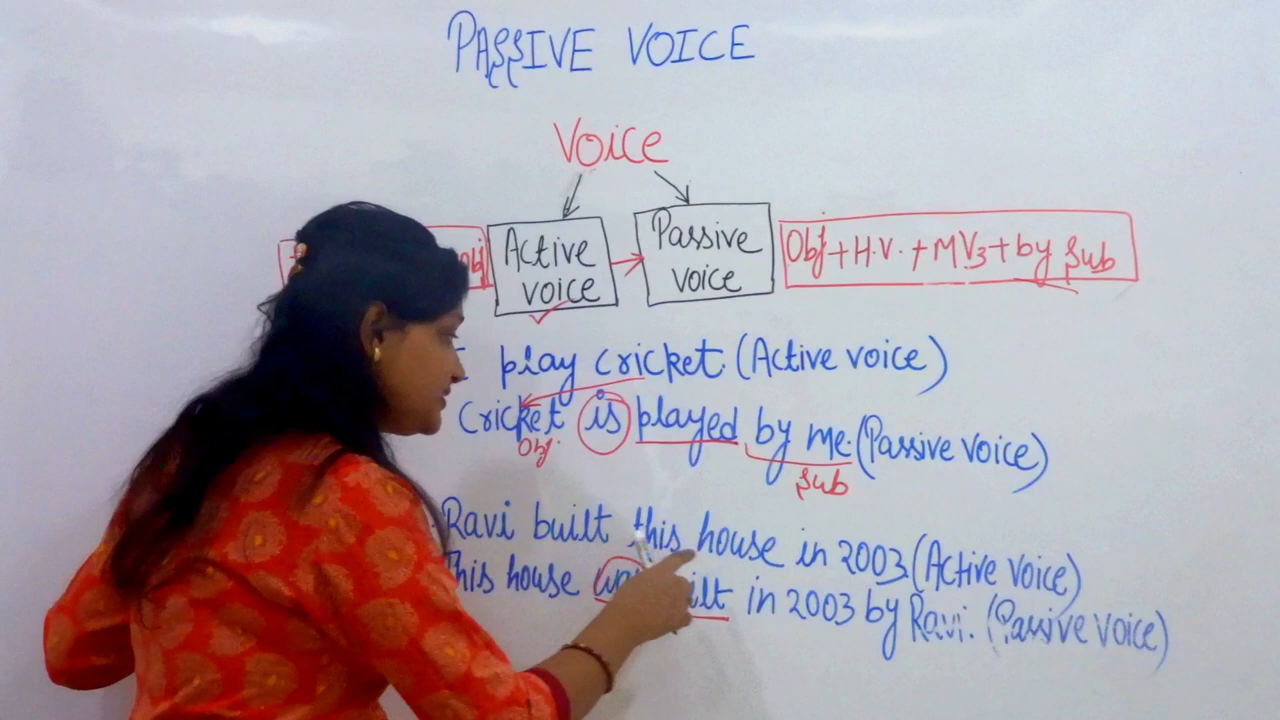 PASSIVE VOICE
Voice
obj Active voice Passive voice Obj + H.V. + MV3 + by Sub
play cricket. (Active voice)
Cricket is played by me. (Passive voice)
Obj. Sub
Ravi built this house in 2003 (Active voice)
This house in 2003 by Ravi. (Passive voice)